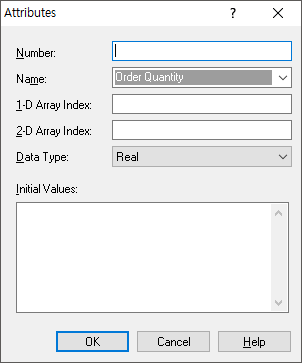 Attributes
?
Number:
Name:
Order Quantity
1-D Array Index:
2-D Array Index:
Data Type:
Real
Initial Values:
OK
Cancel
Help